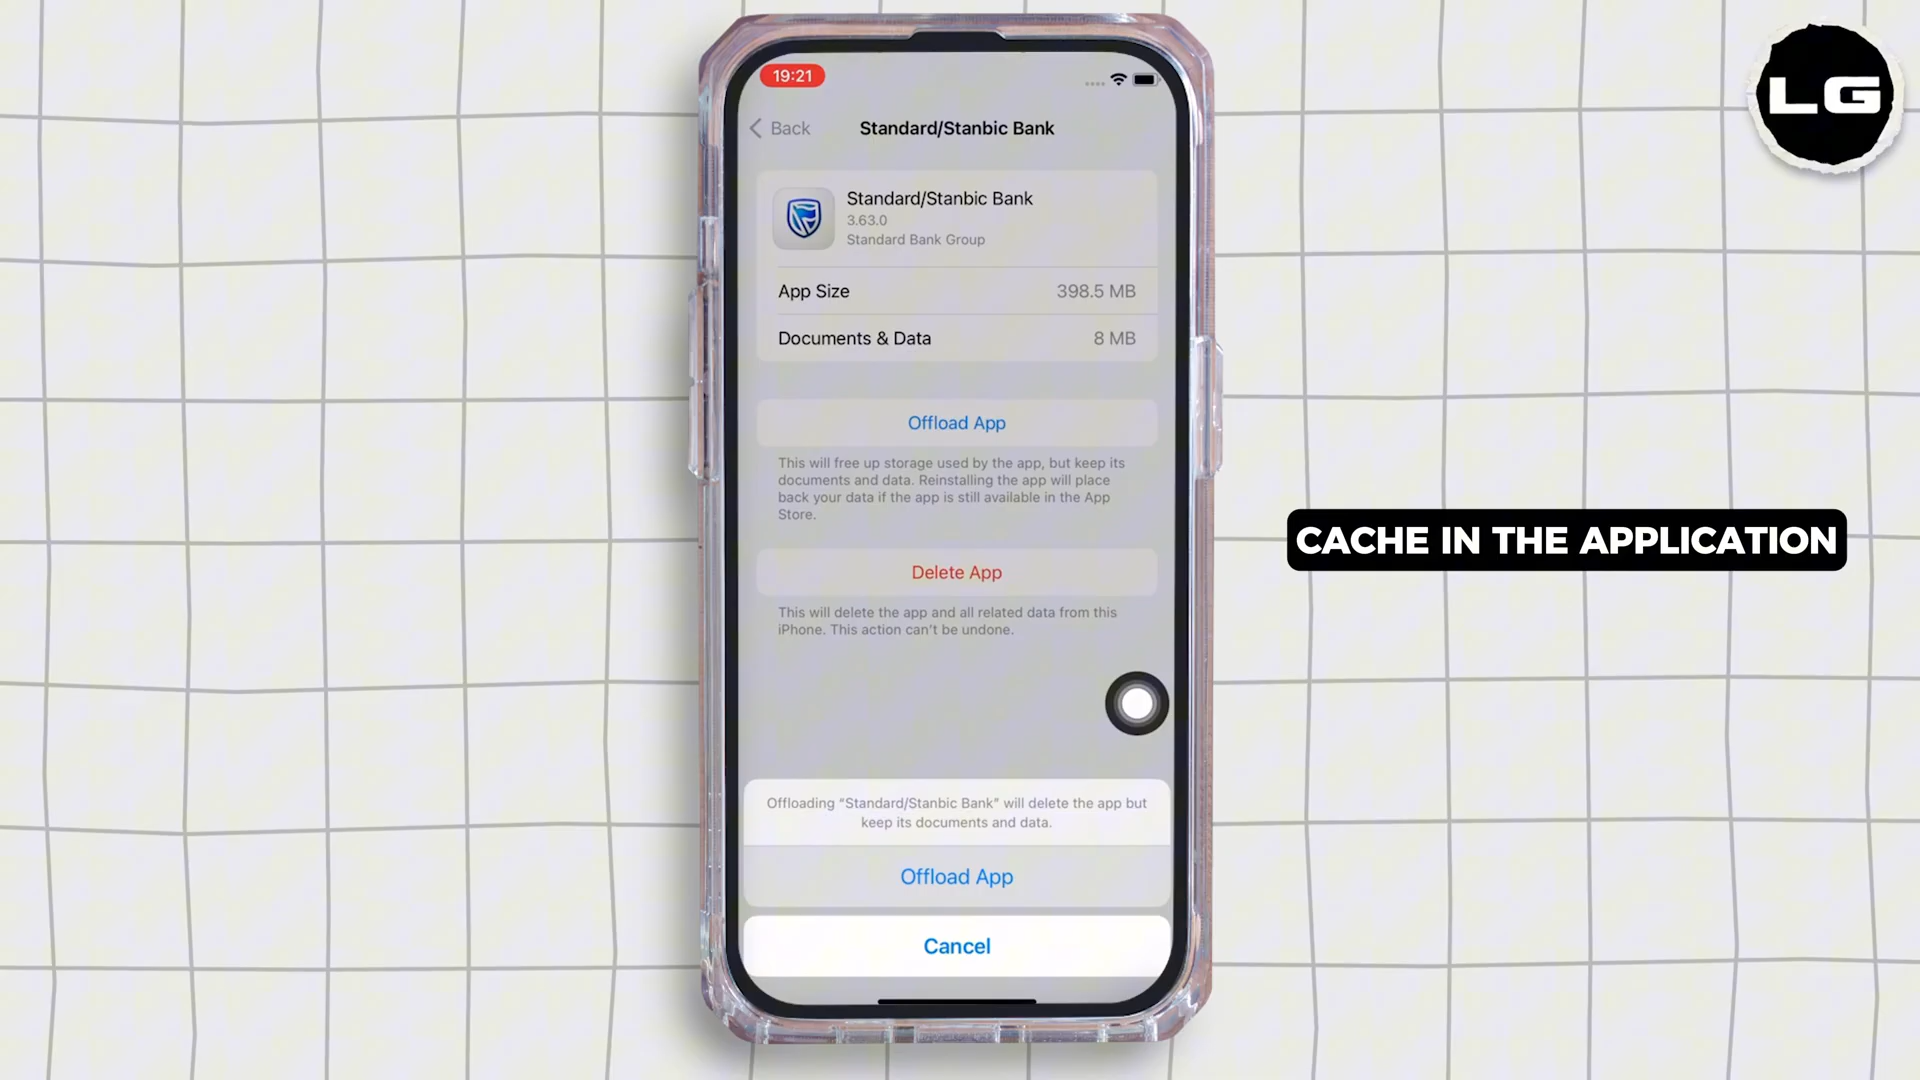 19:21
Back
Standard/Stanbic Bank
Standard/Stanbic Bank
3.63.0
Standard Bank Group
App Size 398.5 MB
Documents & Data 8 MB
Offload App
This will free up storage used by the app, but keep its
documents and data. Reinstalling the app will place
back your data if the app is still available in the App
Store.
Delete App
This will delete the app and all related data from this
iPhone. This action can't be undone.
Offloading “Standard/Stanbic Bank” will delete the app but
keep its documents and data.
Offload App
Cancel
CACHE IN THE APPLICATION
LG